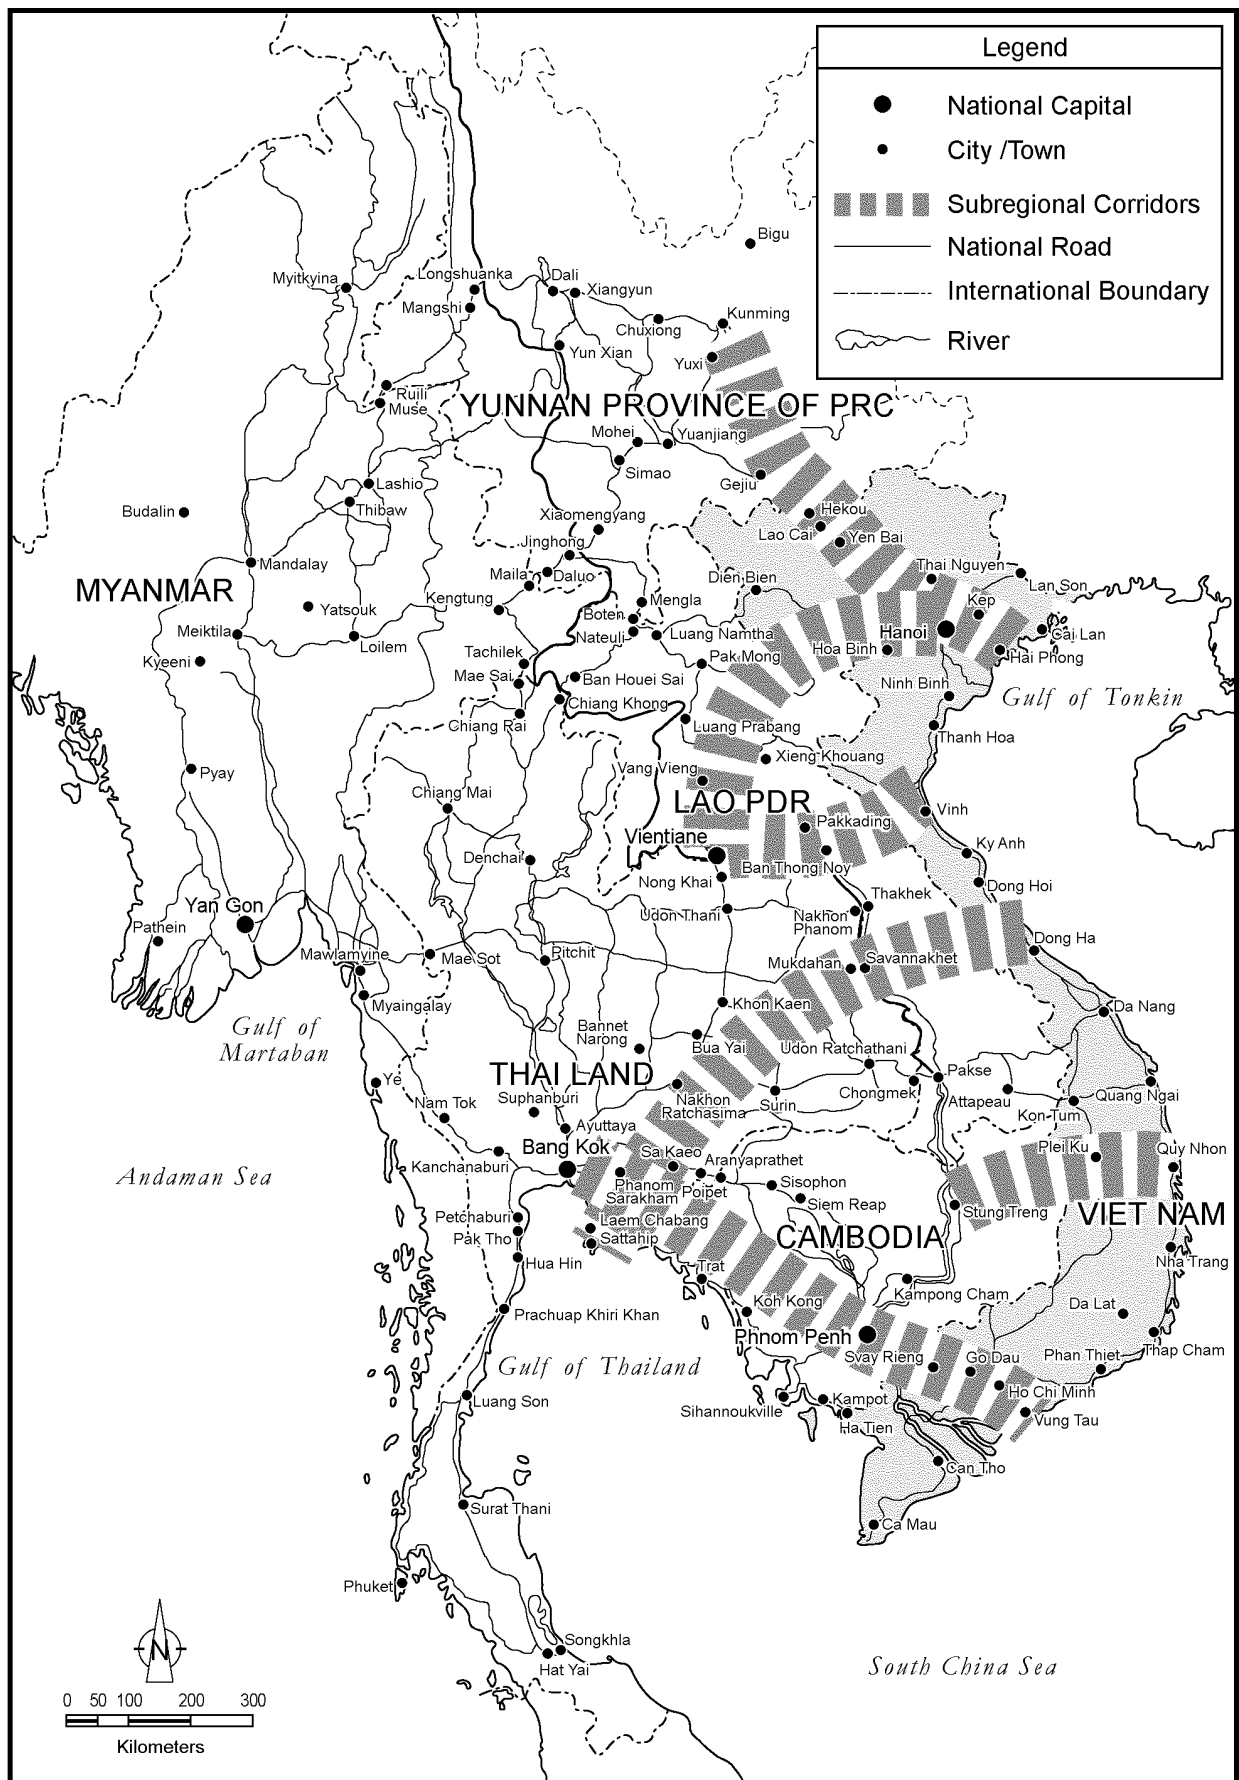 Legend
National Capital
City /Town
Subregional Corridors
National Road
International Boundary
River
Bigu
Myitkyina
Longshuanka
Dali
Xiangyun
Mangshi
Kunming
Chuxiong
Yun Xian
Yuxi
Ruili
Muse
YUNNAN PROVINCE OF PRC
Mohei
Yuanjiang
Simao
Gejiu
Lashio
Thibaw
Budalin
Hekou
Xiaomengyang
Lao Cai
Yen Bai
Jinghong
Mandalay
Thai Nguyen
Maila
Daluo
Dien Bien
Lan Son
MYANMAR
Kengtung
Mengla
Kep
Yatsouk
Boten
Meiktila
Nateuli
Luang Namtha
Hanoi
Cai Lan
Loilem
Hoa Binh
Hai Phong
Kyeeni
Tachilek
Pak Mong
Mae Sai
Ban Houei Sai
Ninh Binh
Gulf of Tonkin
Chiang Khong
Chiang Rai
Luang Prabang
Thanh Hoa
Xieng Khouang
Pyay
Vang Vieng
Chiang Mai
LAO PDR
Vinh
Pakkading
Vientiane
Ky Anh
Denchai
Ban Thong Noy
Nong Khai
Dong Hoi
Thakhek
Yan Gon
Udon Thani
Nakhon
Phanom
Pathein
Dong Ha
Mawlamyine
Mae Sot
Pitchit
Mukdahan
Savannakhet
Myaingalay
Khon Kaen
Da Nang
Gulf of
Martaban
Bannet
Narong
Bua Yai
Udon Ratchathani
THAI LAND
Pakse
Ye
Suphanburi
Nakhon
Ratchasima
Surin
Chongmek
Attapeau
Quang Ngai
Kon Tum
Nam Tok
Ayuttaya
Bang Kok
Sa Kaeo
Aranyaprathet
Plei Ku
Quy Nhon
Kanchanaburi
Andaman Sea
Phanom
Sarakham
Poipet
Sisophon
Siem Reap
Stung Treng
VIET NAM
Petchaburi
Laem Chabang
Pak Tho
Sattahip
CAMBODIA
Hua Hin
Trat
Nha Trang
Kampong Cham
Koh Kong
Da Lat
Prachuap Khiri Khan
Phnom Penh
Thap Cham
Gulf of Thailand
Svay Rieng
Go Dau
Phan Thiet
Ho Chi Minh
Luang Son
Sihannoukville
Kampot
Vung Tau
Ha Tien
Can Tho
Surat Thani
Ca Mau
Phuket
Songkhla
Hat Yai
South China Sea
N
0 50 100 200 300
Kilometers